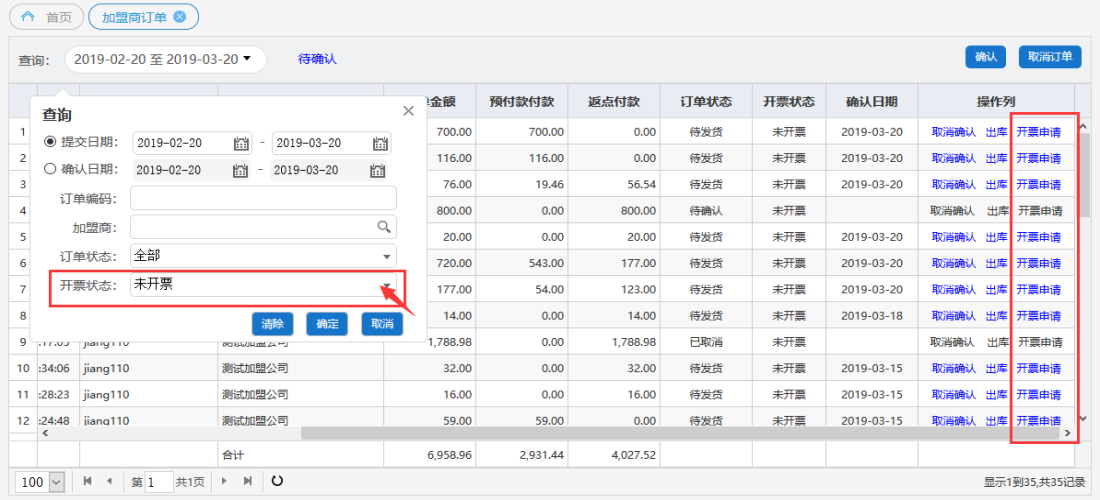 首页 加盟商订单
查询: 2019-02-20 至 2019-03-20 待确认 确认 取消订单
金额 预付款付款 返点付款 订单状态 开票状态 确认日期 操作列
查询
提交日期: 2019-02-20 - 2019-03-20
确认日期: 2019-02-20 - 2019-03-20
订单编码:
加盟商:
订单状态: 全部
开票状态: 未开票
清除 确定 取消
1 700.00 700.00 0.00 待发货 未开票 2019-03-20 取消确认 出库 开票申请
2 116.00 116.00 0.00 待发货 未开票 2019-03-20 取消确认 出库 开票申请
3 76.00 19.46 56.54 待发货 未开票 2019-03-20 取消确认 出库 开票申请
4 800.00 0.00 800.00 待确认 未开票 取消确认 出库 开票申请
5 20.00 0.00 20.00 待发货 未开票 2019-03-20 取消确认 出库 开票申请
6 720.00 543.00 177.00 待发货 未开票 2019-03-20 取消确认 出库 开票申请
7 177.00 54.00 123.00 待发货 未开票 2019-03-20 取消确认 出库 开票申请
8 14.00 0.00 14.00 待发货 未开票 2019-03-18 取消确认 出库 开票申请
9 jiang110 测试加盟公司 1,788.98 0.00 1,788.98 已取消 未开票 取消确认 出库 开票申请
10 :34:06 jiang110 测试加盟公司 32.00 0.00 32.00 待发货 未开票 2019-03-15 取消确认 出库 开票申请
11 :28:23 jiang110 测试加盟公司 16.00 0.00 16.00 待发货 未开票 2019-03-15 取消确认 出库 开票申请
12 :24:48 jiang110 测试加盟公司 59.00 59.00 0.00 待发货 未开票 2019-03-15 取消确认 出库 开票申请
合计 6,958.96 2,931.44 4,027.52
100 第 1 共1页 显示1到35,共35记录